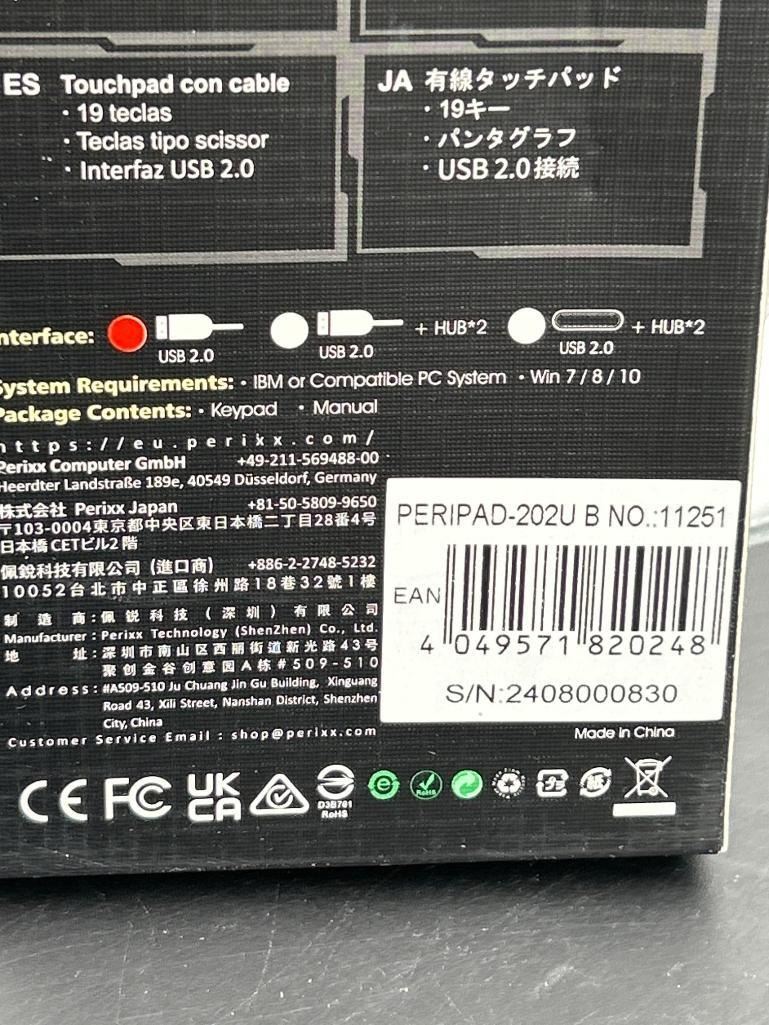 ES Touchpad con cable
· 19 teclas
· Teclas tipo scissor
· Interfaz USB 2.0
JA 有線タッチパッド
· 19キー
· パンタグラフ
· USB 2.0接続
nterface: USB 2.0 USB 2.0 + HUB*2 USB 2.0 + HUB*2
System Requirements: · IBM or Compatible PC System · Win 7 / 8 / 10
Package Contents: · Keypad · Manual
https://eu.perixx.com/
Perixx Computer GmbH +49-211-569488-00
Heerdter Landstraße 189e, 40549 Düsseldorf, Germany
株式会社 Perixx Japan +81-50-5809-9650
〒103-0004東京都中央区東日本橋二丁目28番4号
日本橋 CETビル2 階
佩銳科技有限公司 (進口商) +886-2-2748-5232
10052台北市中正區徐州路18巷32號1樓
制造商:佩锐科技(深圳)有限公司
Manufacturer: Perixx Technology (ShenZhen) Co., Ltd.
地址:深圳市南山区西丽街道新光路43号
聚创金谷创意园A栋#509-510
Address: #A509-510 Ju Chuang Jin Gu Building, Xinguang
Road 43, Xili Street, Nanshan District, Shenzhen
City, China
Customer Service Email : shop@perixx.com
PERIPAD-202U B NO.:11251
EAN
4 049571 820248
S/N:2408000830
Made in China
CE FC UK
CA
D3B701
RoHS
RoHS